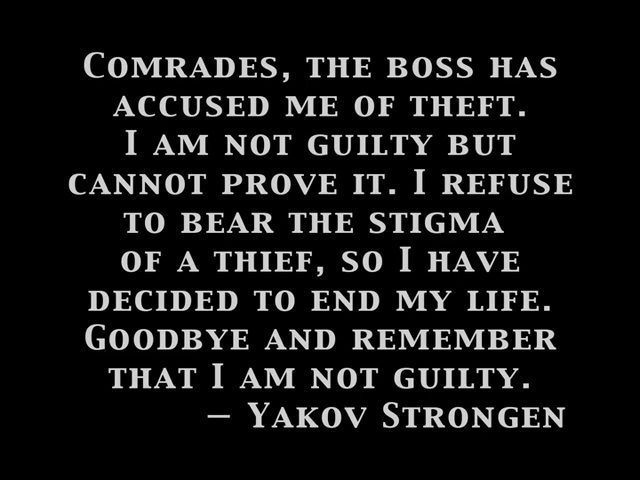 Comrades, the boss has
accused me of theft.
I am not guilty but
cannot prove it. I refuse
to bear the stigma
of a thief, so I have
decided to end my life.
Goodbye and remember
that I am not guilty.
– Yakov Strongen